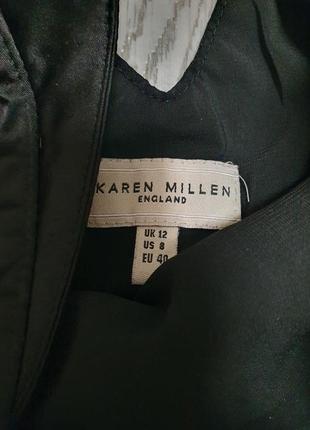 KAREN MILLEN
ENGLAND
UK 12
US 8
EU 40